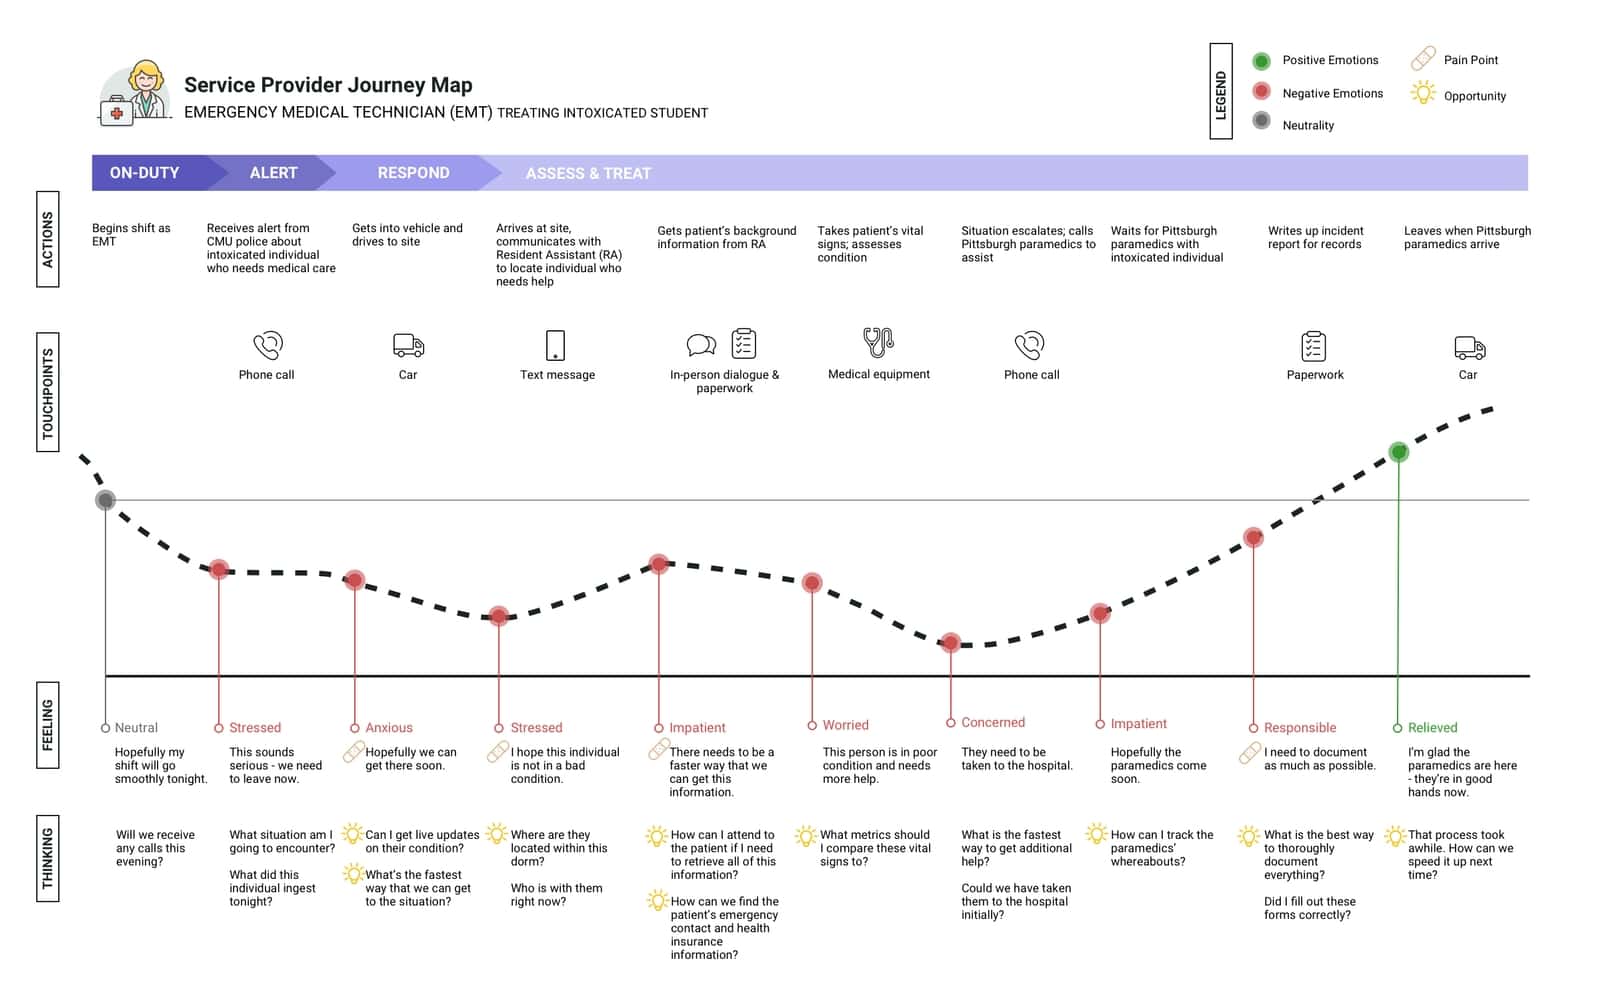 Service Provider Journey Map
EMERGENCY MEDICAL TECHNICIAN (EMT) TREATING INTOXICATED STUDENT
LEGEND
Positive Emotions
Negative Emotions
Neutrality
Pain Point
Opportunity
ON-DUTY
ALERT
RESPOND
ASSESS & TREAT
ACTIONS
Begins shift as
EMT
Receives alert from
CMU police about
intoxicated individual
who needs medical care
Gets into vehicle and
drives to site
Arrives at site,
communicates with
Resident Assistant (RA)
to locate individual who
needs help
Gets patient's background
information from RA
Takes patient's vital
signs; assesses
condition
Situation escalates; calls
Pittsburgh paramedics to
assist
Waits for Pittsburgh
paramedics with
intoxicated individual
Writes up incident
report for records
Leaves when Pittsburgh
paramedics arrive
TOUCHPOINTS
Phone call
Car
Text message
In-person dialogue &
paperwork
Medical equipment
Phone call
Paperwork
Car
FEELING
Neutral
Hopefully my
shift will go
smoothly tonight.
Stressed
This sounds
serious - we need
to leave now.
Anxious
Hopefully we can
get there soon.
Stressed
I hope this individual
is not in a bad
condition.
Impatient
There needs to be a
faster way that we
can get this
information.
Worried
This person is in poor
condition and needs
more help.
Concerned
They need to be
taken to the hospital.
Impatient
Hopefully the
paramedics come
soon.
Responsible
I need to document
as much as possible.
Relieved
I'm glad the
paramedics are here
- they're in good
hands now.
THINKING
Will we receive
any calls this
evening?
What situation am I
going to encounter?
What did this
individual ingest
tonight?
Can I get live updates
on their condition?
What's the fastest
way that we can get
to the situation?
Where are they
located within this
dorm?
Who is with them
right now?
How can I attend to
the patient if I need
to retrieve all of this
information?
How can we find the
patient's emergency
contact and health
insurance
information?
What metrics should
I compare these vital
signs to?
What is the fastest
way to get additional
help?
Could we have taken
them to the hospital
initially?
How can I track the
paramedics'
whereabouts?
What is the best way
to thoroughly
document
everything?
Did I fill out these
forms correctly?
That process took
awhile. How can we
speed it up next
time?